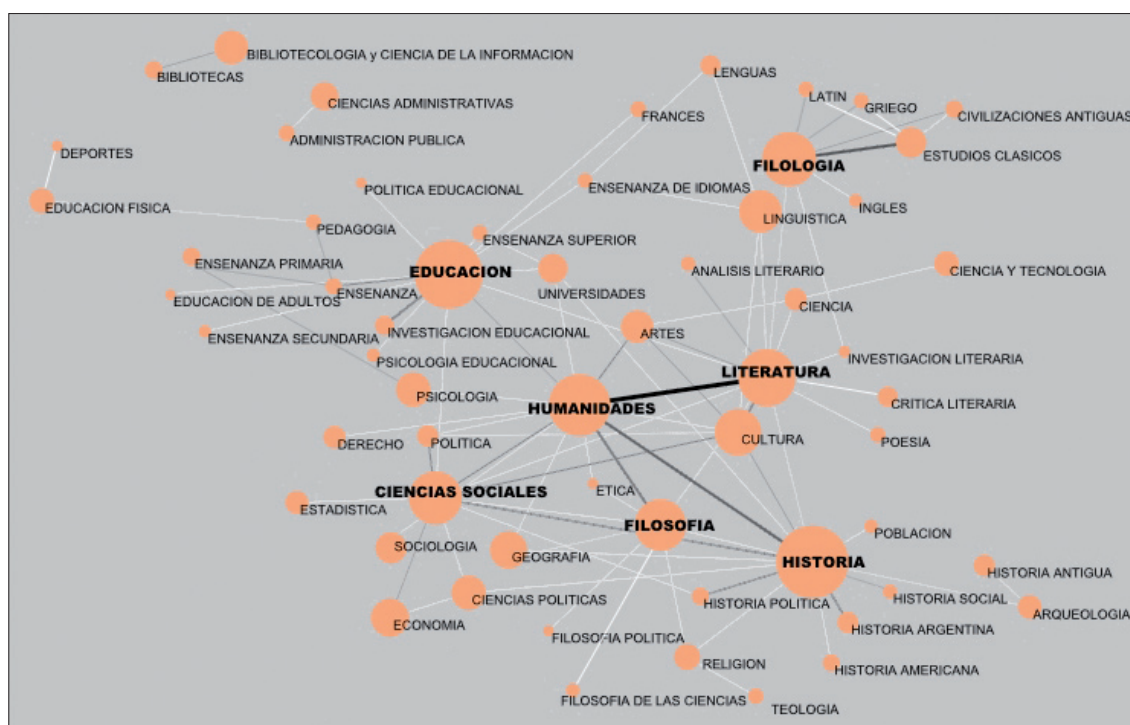 BIBLIOTECOLOGIA y CIENCIA DE LA INFORMACION
BIBLIOTECAS
LENGUAS
CIENCIAS ADMINISTRATIVAS
LATIN
GRIEGO
FRANCES
CIVILIZACIONES ANTIGUAS
ADMINISTRACION PUBLICA
DEPORTES
ESTUDIOS CLASICOS
FILOLOGIA
POLITICA EDUCACIONAL
ENSENANZA DE IDIOMAS
EDUCACION FISICA
INGLES
LINGUISTICA
PEDAGOGIA
ENSENANZA SUPERIOR
ENSENANZA PRIMARIA
EDUCACION
ANALISIS LITERARIO
CIENCIA Y TECNOLOGIA
ENSENANZA
UNIVERSIDADES
EDUCACION DE ADULTOS
CIENCIA
ENSENANZA SECUNDARIA
INVESTIGACION EDUCACIONAL
ARTES
PSICOLOGIA EDUCACIONAL
INVESTIGACION LITERARIA
LITERATURA
PSICOLOGIA
HUMANIDADES
CRITICA LITERARIA
DERECHO
POLITICA
CULTURA
POESIA
CIENCIAS SOCIALES
ETICA
ESTADISTICA
FILOSOFIA
POBLACION
SOCIOLOGIA
GEOGRAFIA
HISTORIA
HISTORIA ANTIGUA
CIENCIAS POLITICAS
HISTORIA POLITICA
HISTORIA SOCIAL
ARQUEOLOGIA
ECONOMIA
HISTORIA ARGENTINA
FILOSOFIA POLITICA
RELIGION
HISTORIA AMERICANA
FILOSOFIA DE LAS CIENCIAS
TEOLOGIA